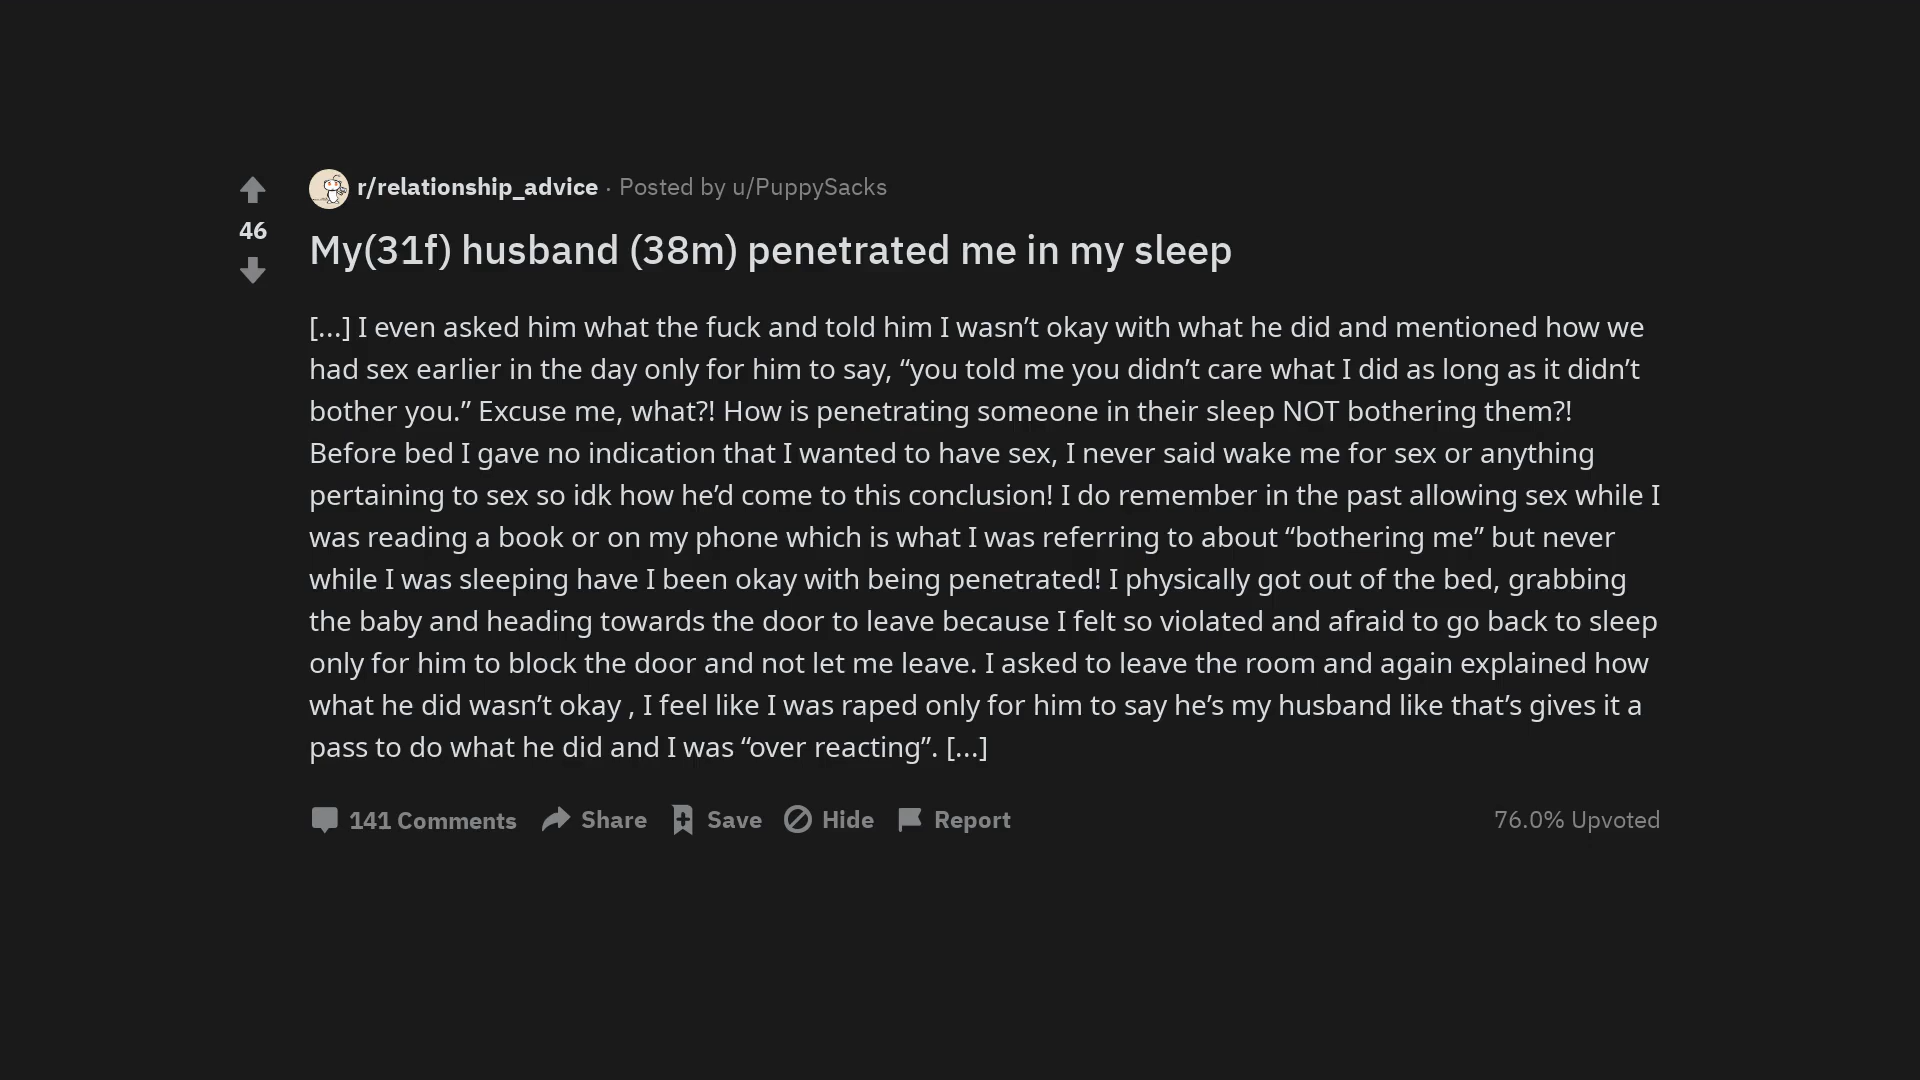 r/relationship_advice · Posted by u/PuppySacks
46
My(31f) husband (38m) penetrated me in my sleep
[...] I even asked him what the fuck and told him I wasn’t okay with what he did and mentioned how we
had sex earlier in the day only for him to say, “you told me you didn’t care what I did as long as it didn’t
bother you.” Excuse me, what?! How is penetrating someone in their sleep NOT bothering them?!
Before bed I gave no indication that I wanted to have sex, I never said wake me for sex or anything
pertaining to sex so idk how he’d come to this conclusion! I do remember in the past allowing sex while I
was reading a book or on my phone which is what I was referring to about “bothering me” but never
while I was sleeping have I been okay with being penetrated! I physically got out of the bed, grabbing
the baby and heading towards the door to leave because I felt so violated and afraid to go back to sleep
only for him to block the door and not let me leave. I asked to leave the room and again explained how
what he did wasn’t okay , I feel like I was raped only for him to say he’s my husband like that’s gives it a
pass to do what he did and I was “over reacting”. [...]
141 Comments Share Save Hide Report 76.0% Upvoted